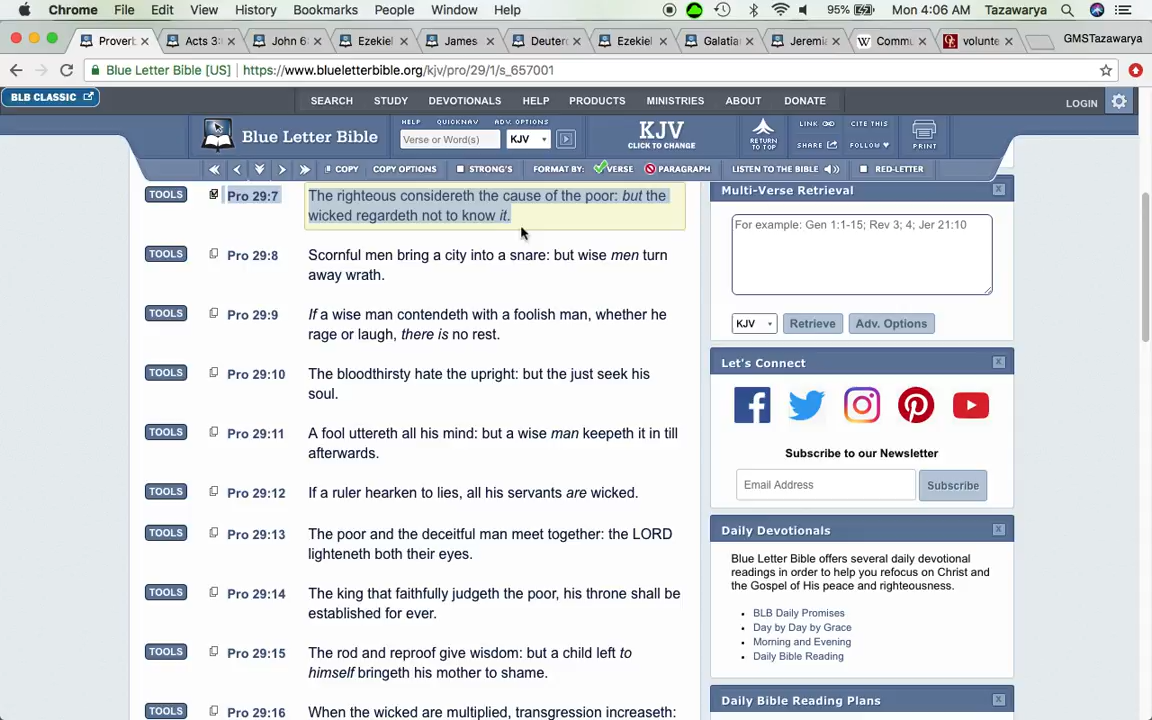 Chrome File Edit View History Bookmarks People Window Help 95% Mon 4:06 AM Tazawarya
Prover Acts 3: John 6: Ezekiel James Deuter Ezekiel Galatia Jeremia Commu volunte GMSTazawarya
Blue Letter Bible [US] https://www.blueletterbible.org/kjv/pro/29/1/s_657001
BLB CLASSIC SEARCH STUDY DEVOTIONALS HELP PRODUCTS MINISTRIES ABOUT DONATE LOGIN
HELP QUICKNAV ADV. OPTIONS
Blue Letter Bible Verse or Word(s) KJV
KJV
CLICK TO CHANGE
RETURN
TO TOP
LINK CITE THIS
SHARE FOLLOW
PRINT
COPY COPY OPTIONS STRONG'S FORMAT BY: VERSE PARAGRAPH LISTEN TO THE BIBLE RED-LETTER
TOOLS Pro 29:7 The righteous considereth the cause of the poor: but the
wicked regardeth not to know it.
TOOLS Pro 29:8 Scornful men bring a city into a snare: but wise men turn
away wrath.
TOOLS Pro 29:9 If a wise man contendeth with a foolish man, whether he
rage or laugh, there is no rest.
TOOLS Pro 29:10 The bloodthirsty hate the upright: but the just seek his
soul.
TOOLS Pro 29:11 A fool uttereth all his mind: but a wise man keepeth it in till
afterwards.
TOOLS Pro 29:12 If a ruler hearken to lies, all his servants are wicked.
TOOLS Pro 29:13 The poor and the deceitful man meet together: the LORD
lighteneth both their eyes.
TOOLS Pro 29:14 The king that faithfully judgeth the poor, his throne shall be
established for ever.
TOOLS Pro 29:15 The rod and reproof give wisdom: but a child left to
himself bringeth his mother to shame.
TOOLS Pro 29:16 When the wicked are multiplied, transgression increaseth:
Multi-Verse Retrieval
For example: Gen 1:1-15; Rev 3; 4; Jer 21:10
KJV Retrieve Adv. Options
Let's Connect
Subscribe to our Newsletter
Email Address Subscribe
Daily Devotionals
Blue Letter Bible offers several daily devotional
readings in order to help you refocus on Christ and
the Gospel of His peace and righteousness.
BLB Daily Promises
Day by Day by Grace
Morning and Evening
Daily Bible Reading
Daily Bible Reading Plans